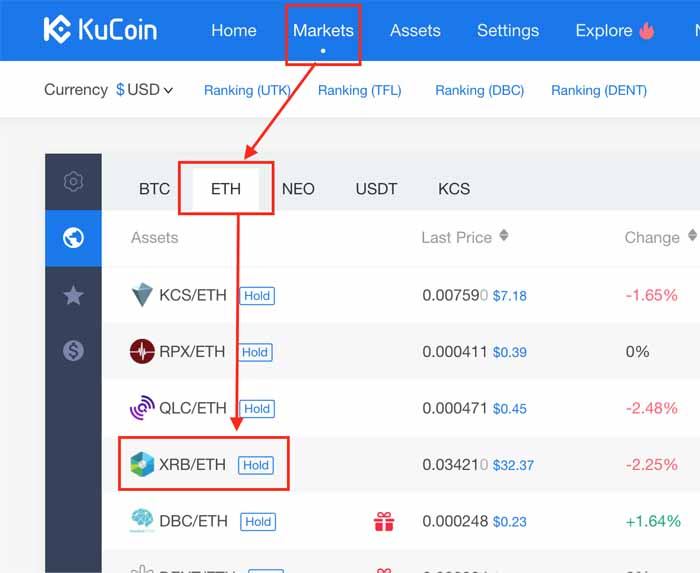 KuCoin Home Markets Assets Settings Explore
Currency $ USD Ranking (UTK) Ranking (TFL) Ranking (DBC) Ranking (DENT)
BTC ETH NEO USDT KCS
Assets Last Price Change
KCS/ETH Hold 0.007590 $7.18 -1.65%
RPX/ETH Hold 0.000411 $0.39 0%
QLC/ETH Hold 0.000471 $0.45 -2.48%
XRB/ETH Hold 0.034210 $32.37 -2.25%
DBC/ETH Hold 0.000248 $0.23 +1.64%